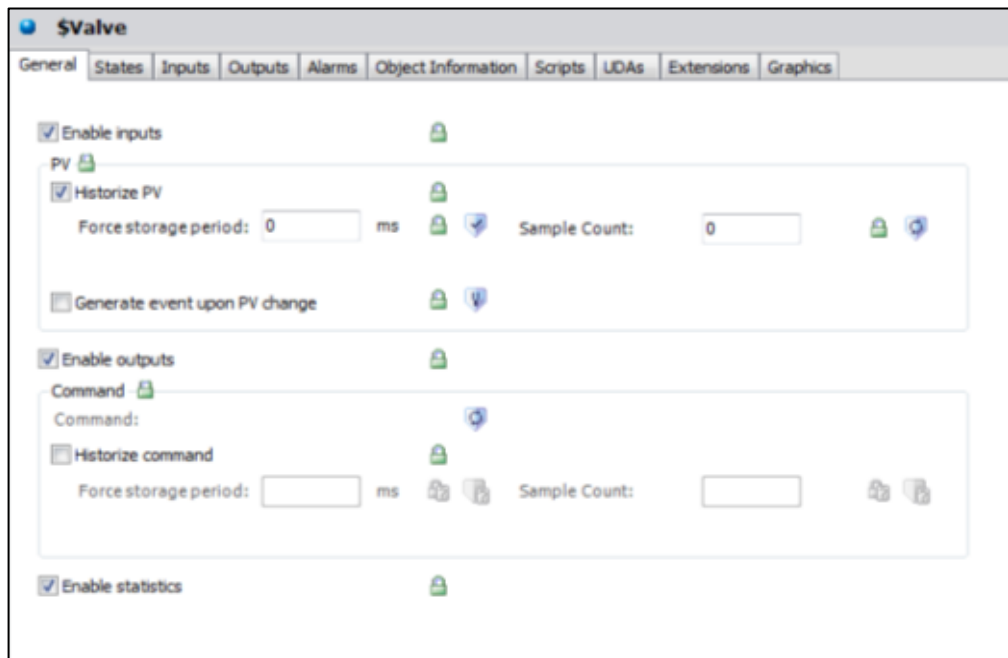 $Valve
General States Inputs Outputs Alarms Object Information Scripts UDAs Extensions Graphics
Enable inputs
PV
Historize PV
Force storage period: 0 ms Sample Count: 0
Generate event upon PV change
Enable outputs
Command
Command:
Historize command
Force storage period: ms Sample Count:
Enable statistics